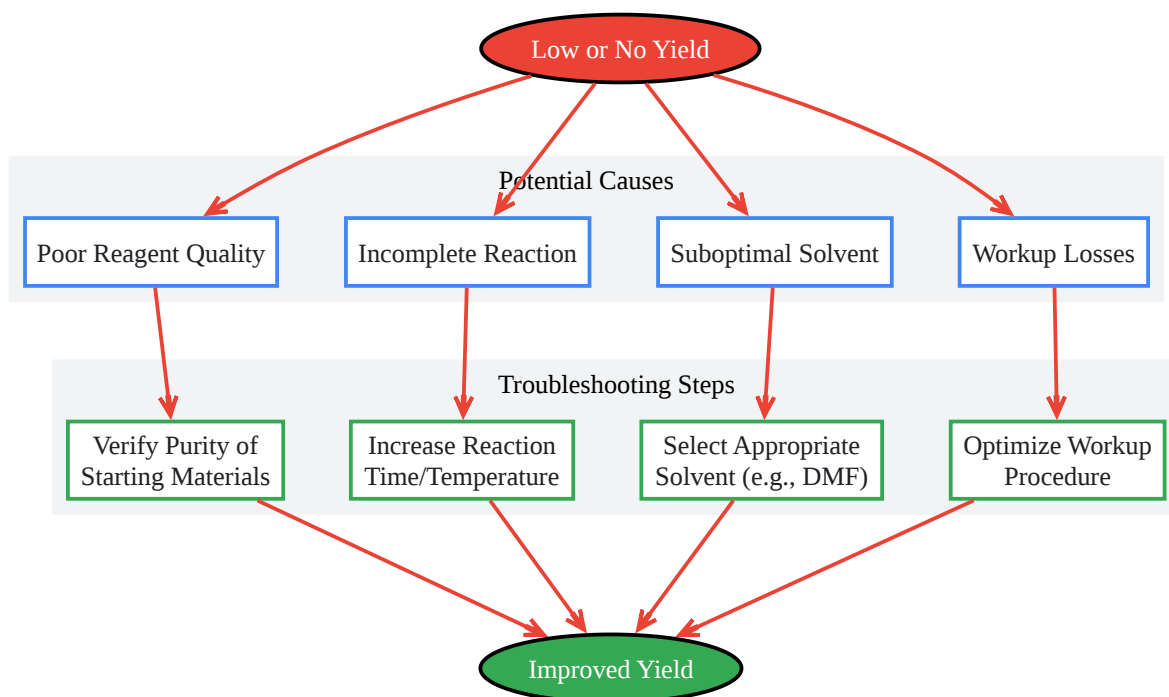 Low or No Yield
Potential Causes
Poor Reagent Quality
Incomplete Reaction
Suboptimal Solvent
Workup Losses
Troubleshooting Steps
Verify Purity of
Starting Materials
Increase Reaction
Time/Temperature
Select Appropriate
Solvent (e.g., DMF)
Optimize Workup
Procedure
Improved Yield